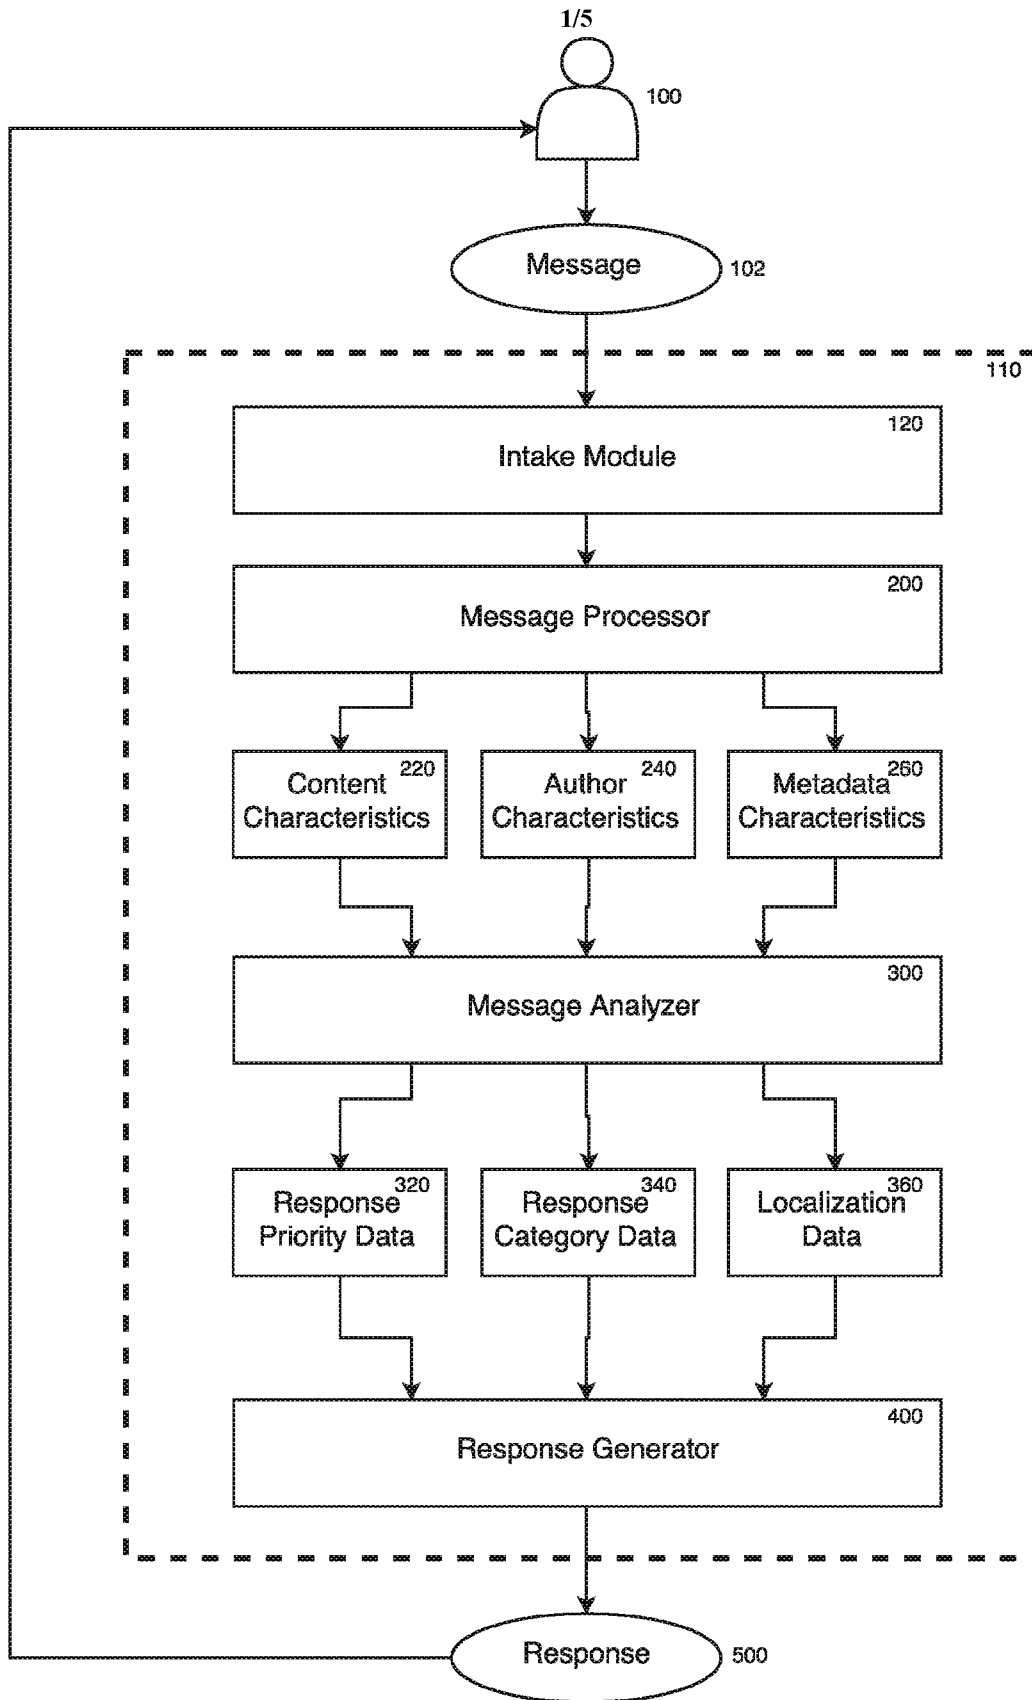 1/5
100
Message
102
110
120
Intake Module
200
Message Processor
220
Content
Characteristics
240
Author
Characteristics
260
Metadata
Characteristics
300
Message Analyzer
320
Response
Priority Data
340
Response
Category Data
360
Localization
Data
400
Response Generator
Response
500